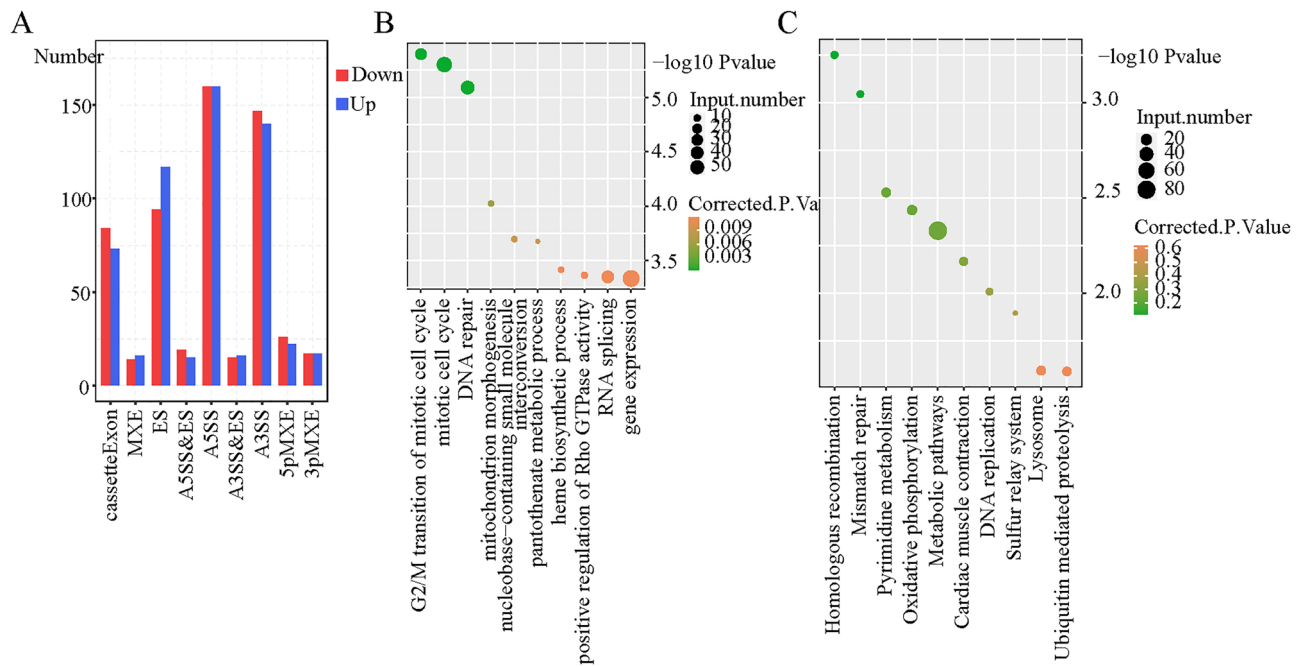 A
Number
150
100
50
0
Down
Up
cassetteExon
MXE
ES
A5SS&ES
A5SS
A3SS&ES
A3SS
5pMXE
3pMXE
B
−log10 Pvalue
5.0
4.5
4.0
3.5
Input.number
10
20
30
40
50
Corrected.P.Va
0.009
0.006
0.003
G2/M transition of mitotic cell cycle
mitotic cell cycle
DNA repair
mitochondrion morphogenesis
nucleobase−containing small molecule
interconversion
pantothenate metabolic process
heme biosynthetic process
positive regulation of Rho GTPase activity
RNA splicing
gene expression
C
−log10 Pvalue
3.0
2.5
2.0
Input.number
20
40
60
80
Corrected.P.Value
0.6
0.5
0.4
0.3
0.2
Homologous recombination
Mismatch repair
Pyrimidine metabolism
Oxidative phosphorylation
Metabolic pathways
Cardiac muscle contraction
DNA replication
Sulfur relay system
Lysosome
Ubiquitin mediated proteolysis